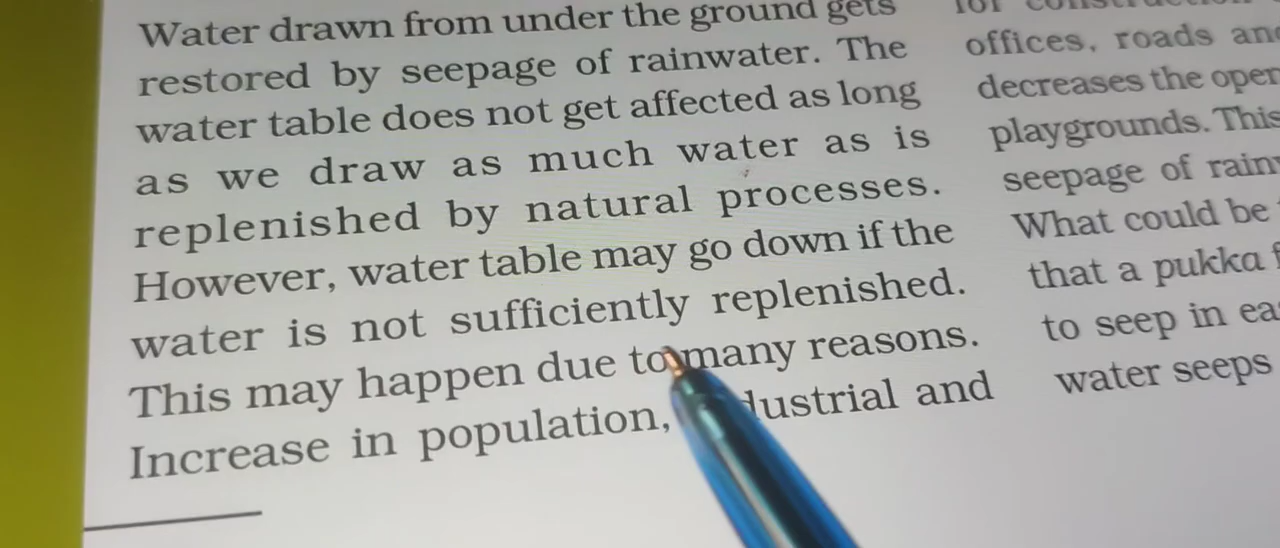 Water drawn from under the ground gets
restored by seepage of rainwater. The
water table does not get affected as long
as we draw as much water as is
replenished by natural processes.
However, water table may go down if the
water is not sufficiently replenished.
This may happen due to many reasons.
Increase in population, and
offices, roads
decreases the open
playgrounds. This
seepage of
What could be
that a pukka
to seep in
water seeps